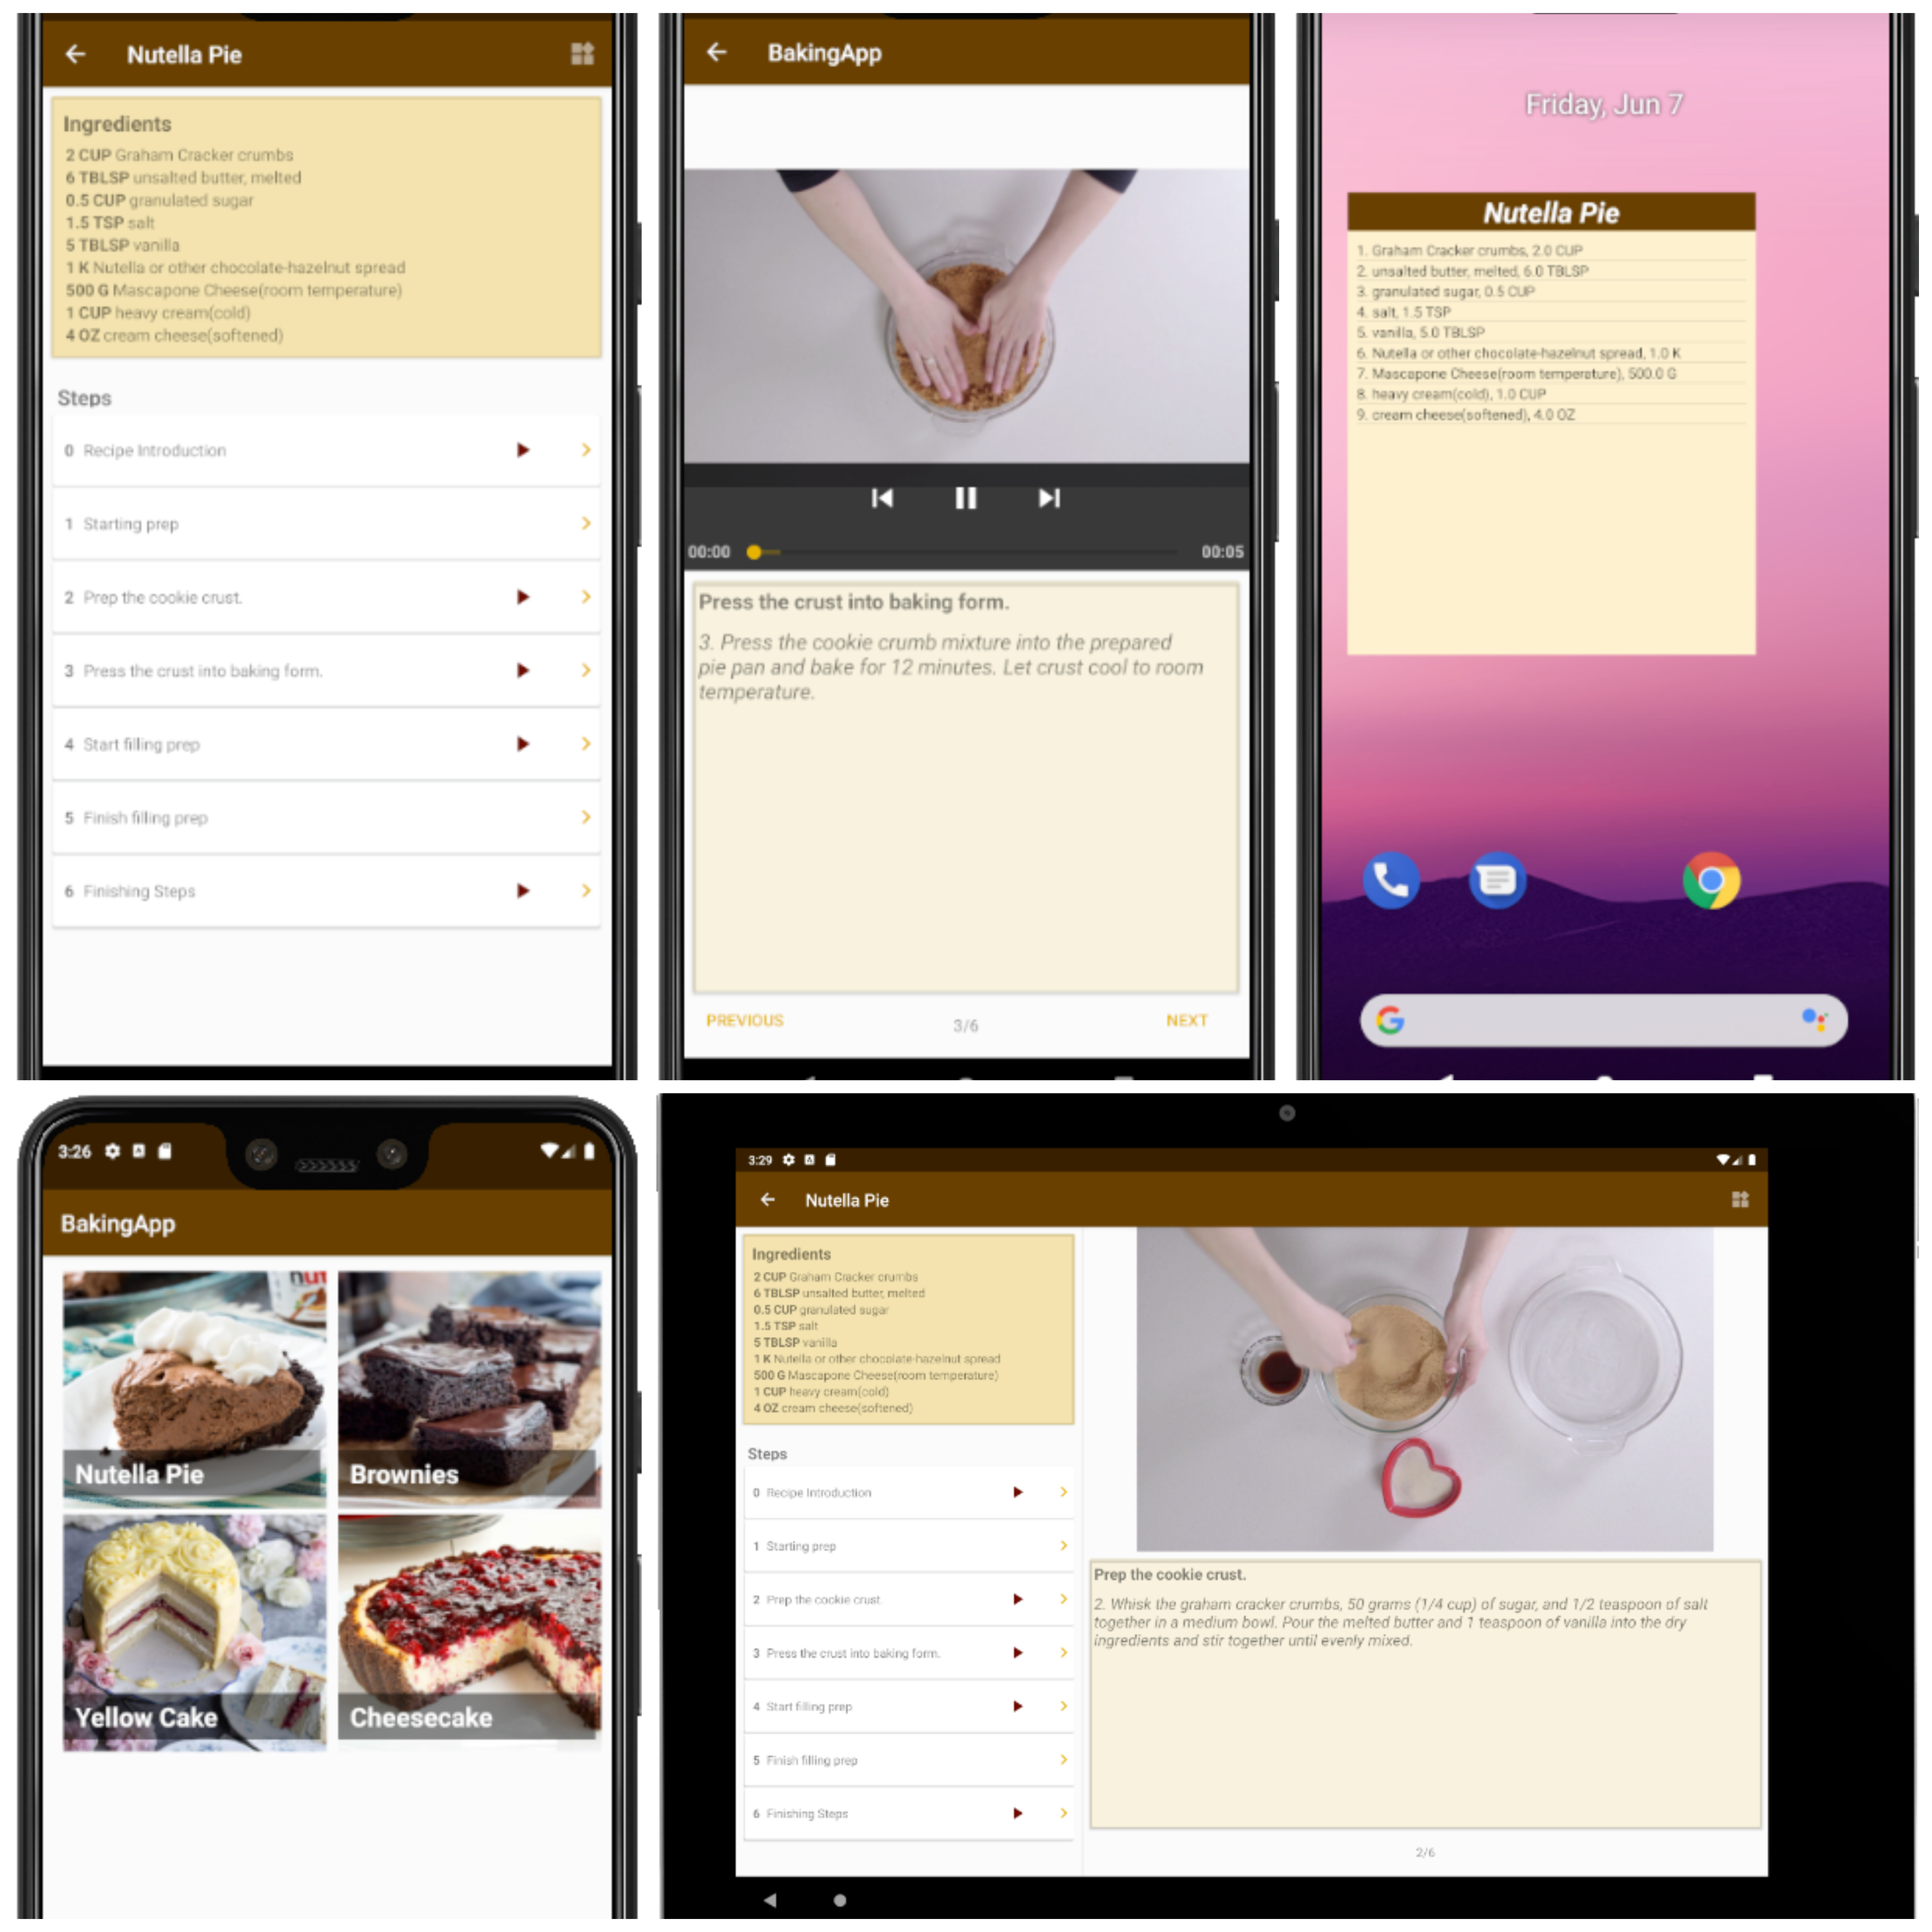 Nutella Pie
Ingredients
2 CUP Graham Cracker crumbs
6 TBLSP unsalted butter, melted
0.5 CUP granulated sugar
1.5 TSP salt
5 TBLSP vanilla
1 K Nutella or other chocolate-hazelnut spread
500 G Mascapone Cheese(room temperature)
1 CUP heavy cream(cold)
4 OZ cream cheese(softened)
Steps
0 Recipe Introduction
1 Starting prep
2 Prep the cookie crust.
3 Press the crust into baking form.
4 Start filling prep
5 Finish filling prep
6 Finishing Steps
BakingApp
00:00
00:05
Press the crust into baking form.
3. Press the cookie crumb mixture into the prepared
pie pan and bake for 12 minutes. Let crust cool to room
temperature.
PREVIOUS
3/6
NEXT
Friday, Jun 7
Nutella Pie
1. Graham Cracker crumbs, 2.0 CUP
2. unsalted butter, melted, 6.0 TBLSP
3. granulated sugar, 0.5 CUP
4. salt, 1.5 TSP
5. vanilla, 5.0 TBLSP
6. Nutella or other chocolate-hazelnut spread, 1.0 K
7. Mascapone Cheese(room temperature), 500.0 G
8. heavy cream(cold), 1.0 CUP
9. cream cheese(softened), 4.0 OZ
G
3:26
BakingApp
nut
Nutella Pie
Brownies
Yellow Cake
Cheesecake
3:29
Nutella Pie
Ingredients
2 CUP Graham Cracker crumbs
6 TBLSP unsalted butter, melted
0.5 CUP granulated sugar
1.5 TSP salt
5 TBLSP vanilla
1 K Nutella or other chocolate-hazelnut spread
500 G Mascapone Cheese(room temperature)
1 CUP heavy cream(cold)
4 OZ cream cheese(softened)
Steps
0 Recipe Introduction
1 Starting prep
2 Prep the cookie crust.
3 Press the crust into baking form.
4 Start filling prep
5 Finish filling prep
6 Finishing Steps
Prep the cookie crust.
2. Whisk the graham cracker crumbs, 50 grams (1/4 cup) of sugar, and 1/2 teaspoon of salt
together in a medium bowl. Pour the melted butter and 1 teaspoon of vanilla into the dry
ingredients and stir together until evenly mixed.
2/6